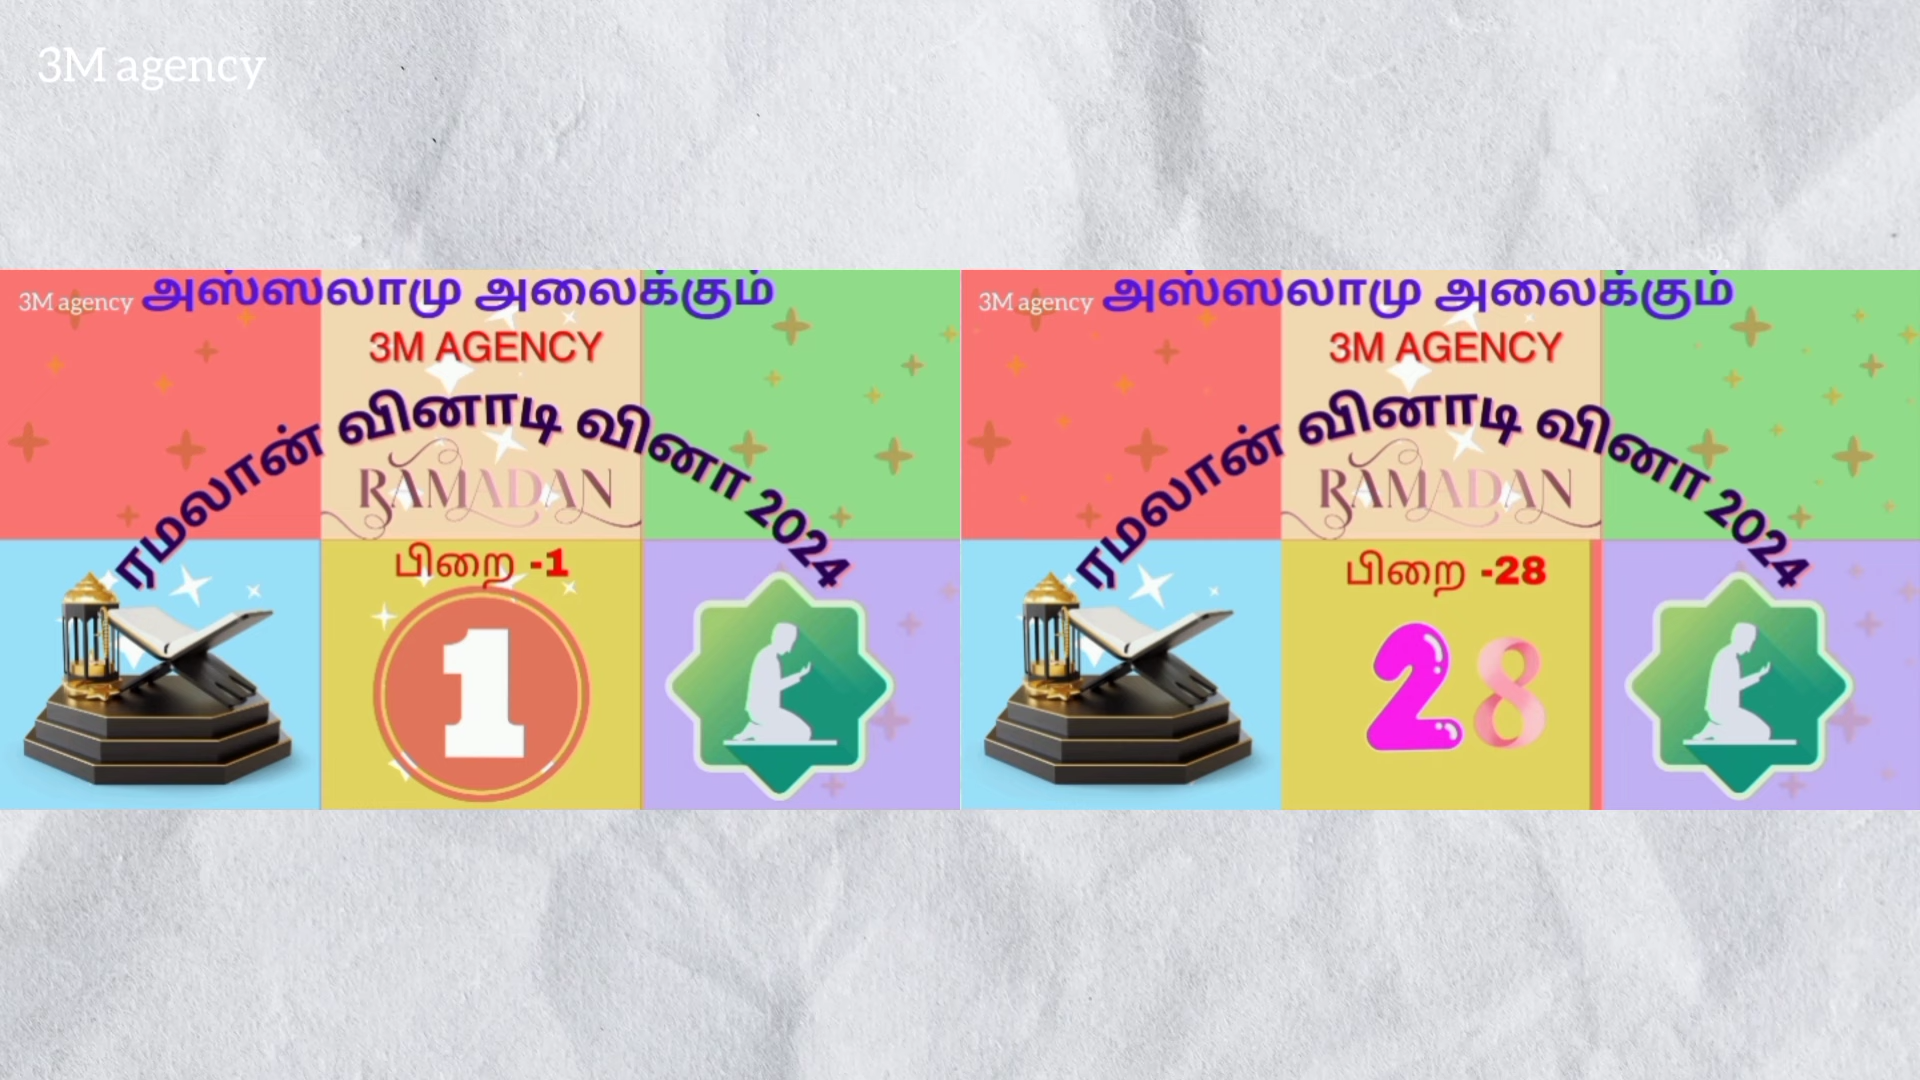 3M agency
3M agency
அஸ்ஸலாமு அலைக்கும்
3M AGENCY
ரமலான் வினாடி வினா 2024
RAMADAN
பிறை -1
1
3M agency
அஸ்ஸலாமு அலைக்கும்
3M AGENCY
ரமலான் வினாடி வினா 2024
RAMADAN
பிறை -28
28